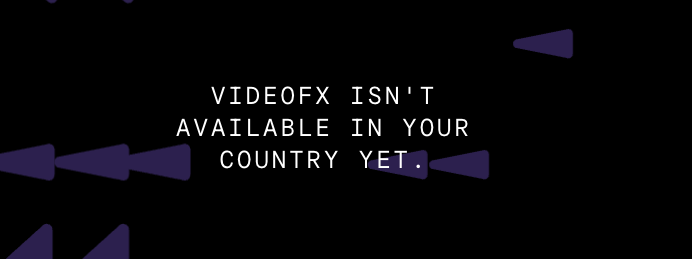 VIDEOFX ISN'T
AVAILABLE IN YOUR
COUNTRY YET.